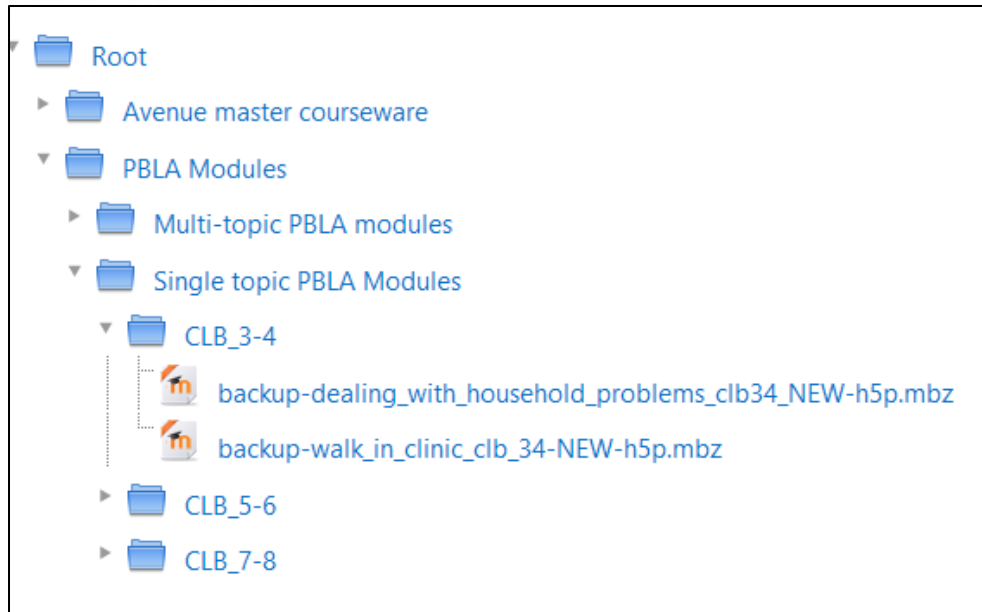 Root
Avenue master courseware
PBLA Modules
Multi-topic PBLA modules
Single topic PBLA Modules
CLB_3-4
backup-dealing_with_household_problems_clb34_NEW-h5p.mbz
backup-walk_in_clinic_clb_34-NEW-h5p.mbz
CLB_5-6
CLB_7-8